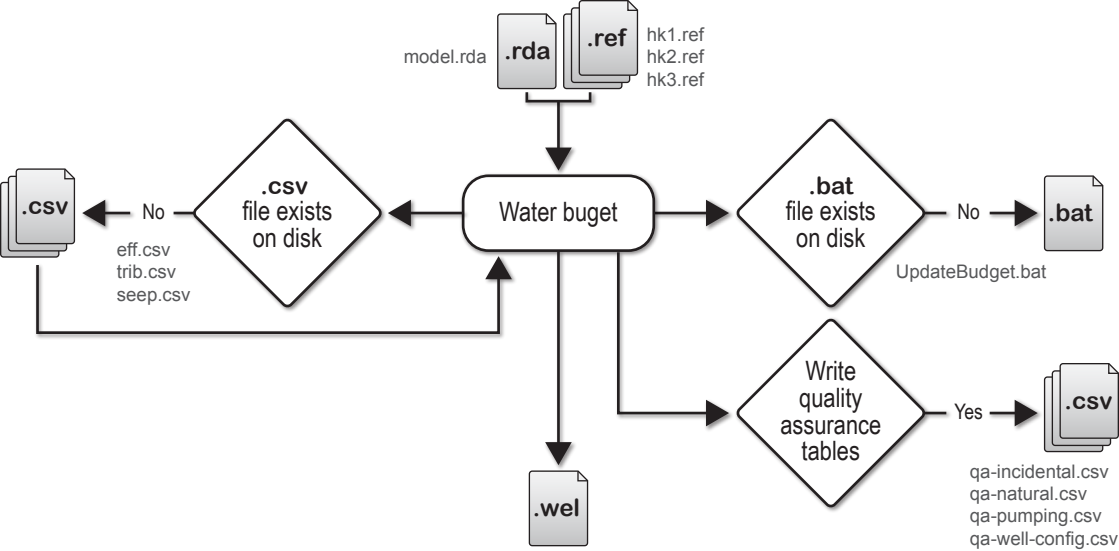 model.rda
.rda
.ref
hk1.ref
hk2.ref
hk3.ref
.csv
No
eff.csv
trib.csv
seep.csv
.csv
file exists
on disk
Water buget
.bat
file exists
on disk
No
UpdateBudget.bat
.bat
Write
quality
assurance
tables
Yes
.csv
qa-incidental.csv
qa-natural.csv
qa-pumping.csv
qa-well-config.csv
.wel